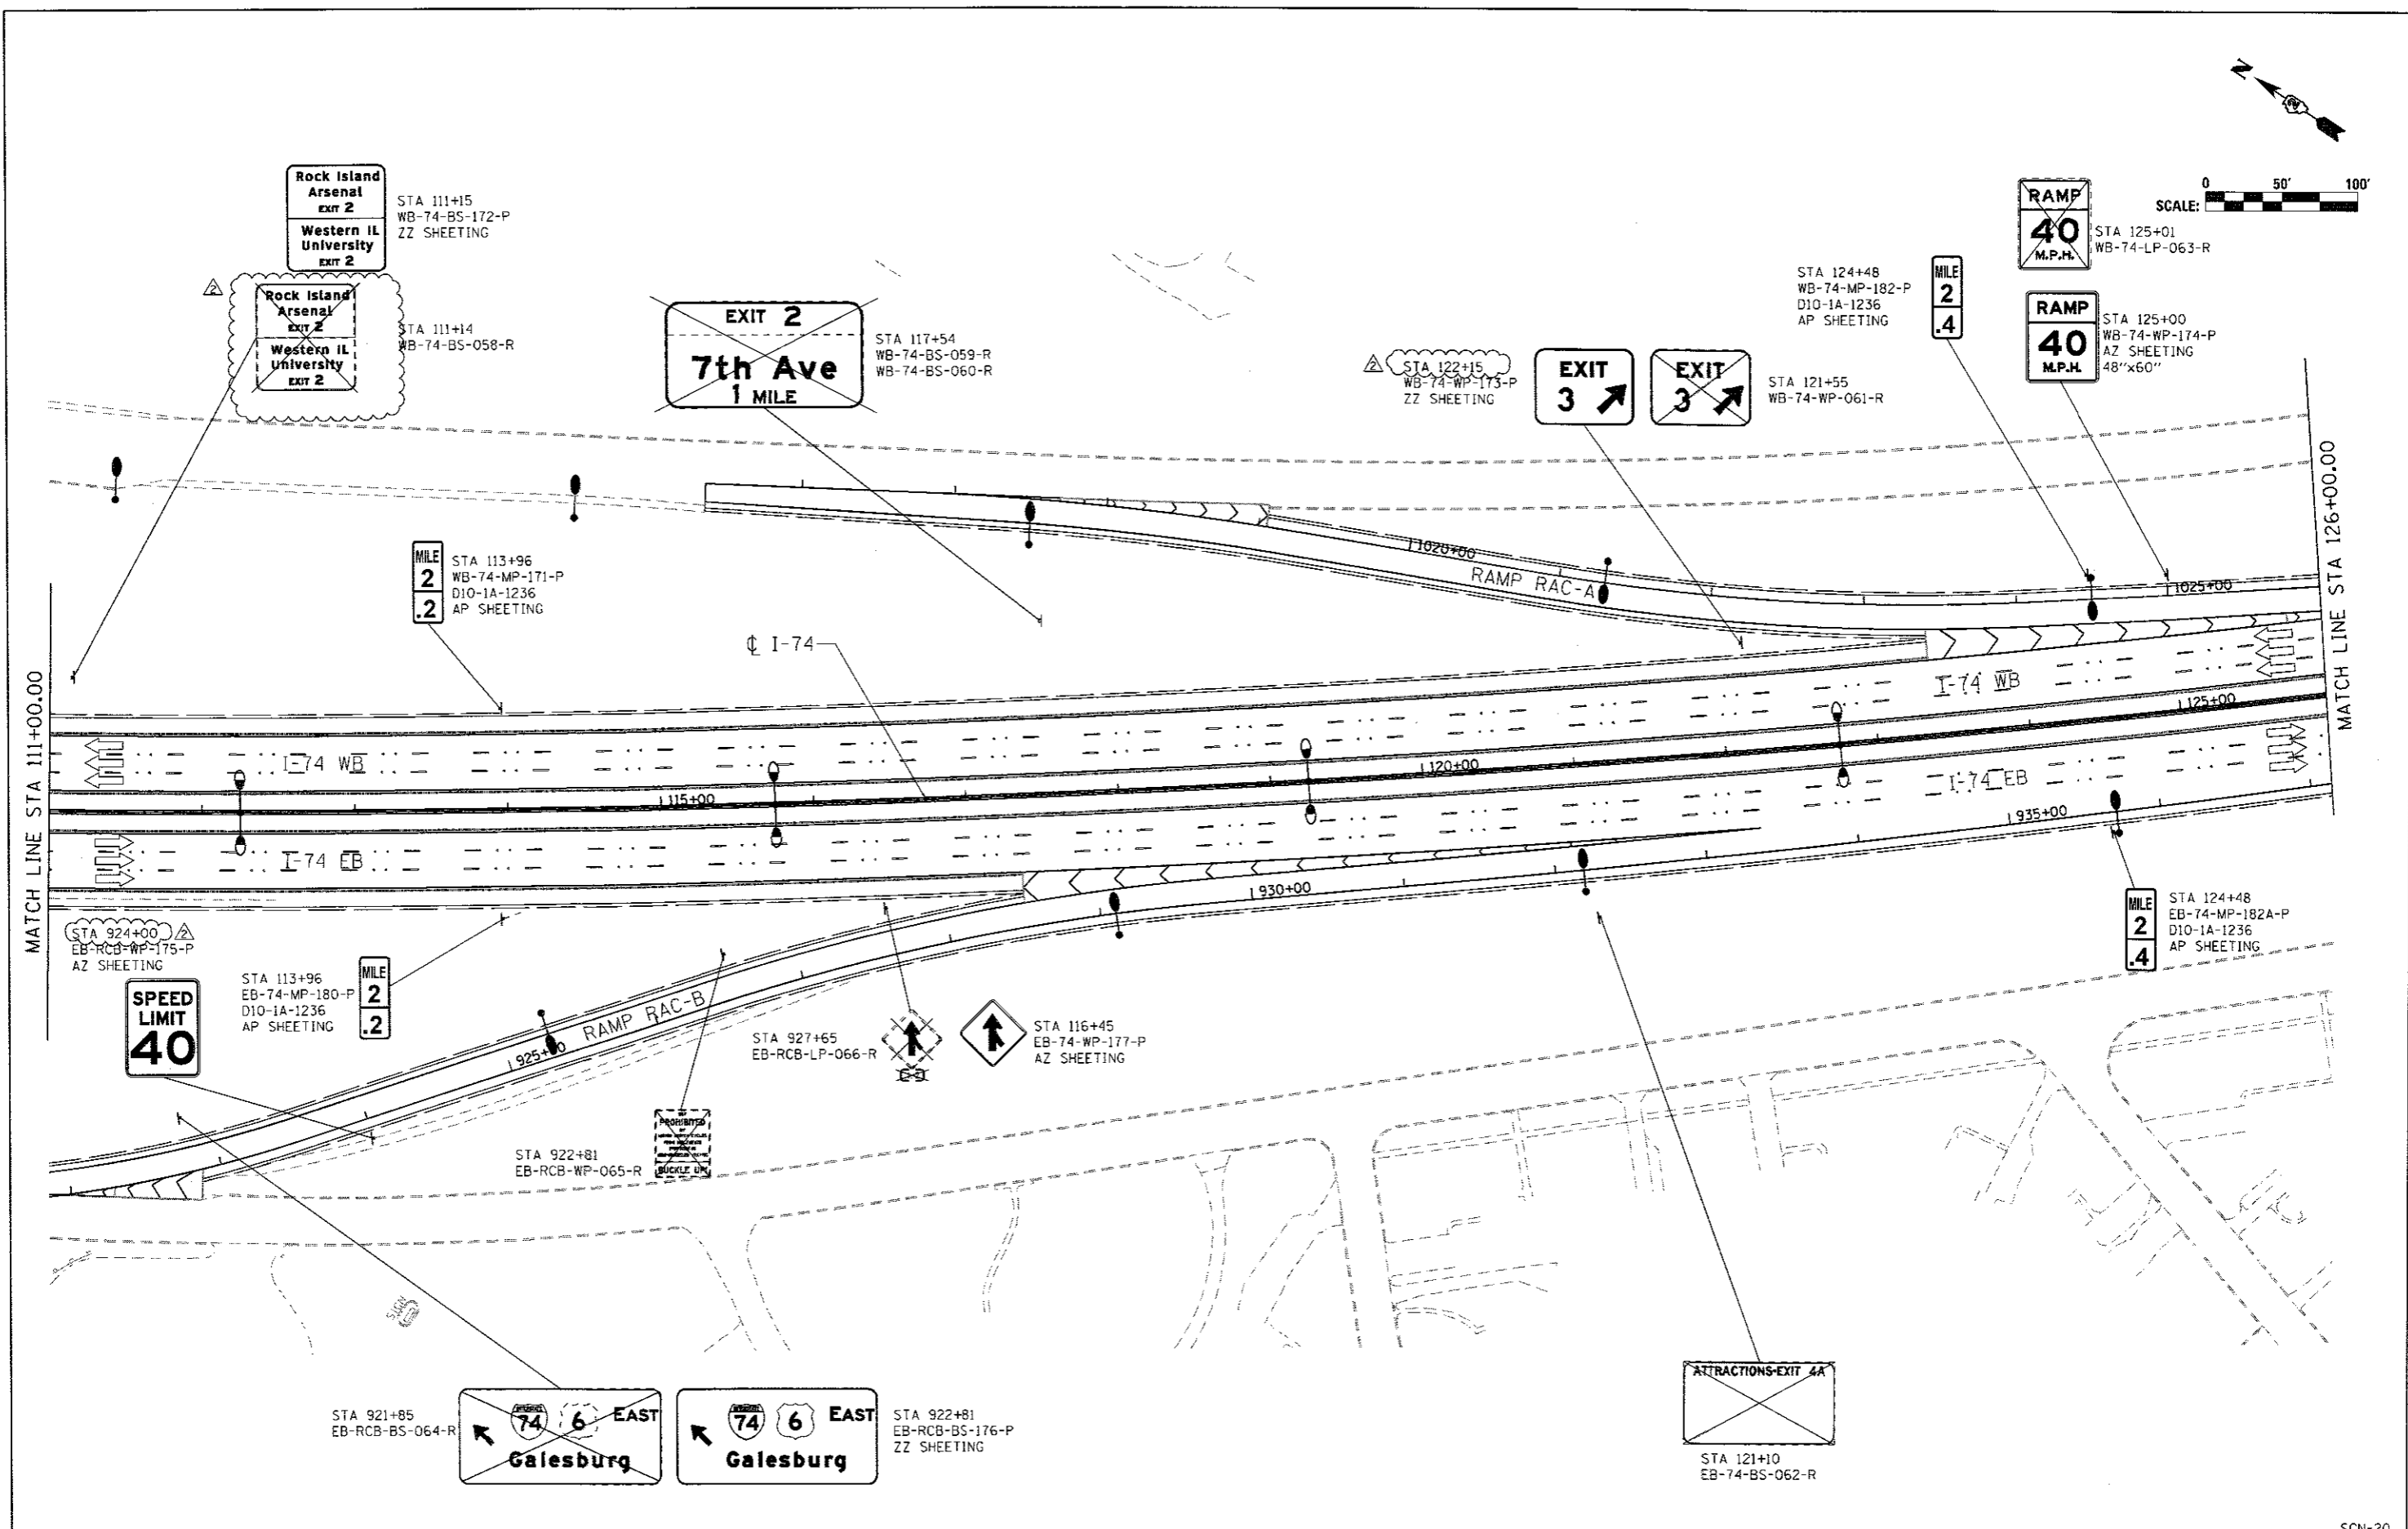 N
2
0 50' 100'
SCALE:
Rock Island
Arsenal
EXIT 2
Western IL
University
EXIT 2
STA 111+15
WB-74-BS-172-P
ZZ SHEETING
2
Rock Island
Arsenal
EXIT 2
Western IL
University
EXIT 2
STA 111+14
WB-74-BS-058-R
EXIT 2
7th Ave
1 MILE
STA 117+54
WB-74-BS-059-R
WB-74-BS-060-R
2
STA 122+15
WB-74-WP-173-P
ZZ SHEETING
EXIT
3
EXIT
3
STA 121+55
WB-74-WP-061-R
STA 124+48
WB-74-MP-182-P
D10-1A-1236
AP SHEETING
MILE
2
.4
RAMP
40
M.P.H.
STA 125+01
WB-74-LP-063-R
RAMP
40
M.P.H.
STA 125+00
WB-74-WP-174-P
AZ SHEETING
48"x60"
MILE
2
.2
STA 113+96
WB-74-MP-171-P
D10-1A-1236
AP SHEETING
1020+00
RAMP RAC-A
1025+00
℄ I-74
MATCH LINE STA 111+00.00
MATCH LINE STA 126+00.00
I-74 WB
I-74 WB
115+00
120+00
125+00
I-74 EB
I-74 EB
930+00
935+00
STA 924+00
2
EB-RCB-WP-175-P
AZ SHEETING
SPEED
LIMIT
40
STA 113+96
EB-74-MP-180-P
D10-1A-1236
AP SHEETING
MILE
2
.2
925+00
RAMP RAC-B
STA 927+65
EB-RCB-LP-066-R
STA 116+45
EB-74-WP-177-P
AZ SHEETING
MILE
2
.4
STA 124+48
EB-74-MP-182A-P
D10-1A-1236
AP SHEETING
STA 922+81
EB-RCB-WP-065-R
PROHIBITED
BUCKLE UP
SIGN
STA 921+85
EB-RCB-BS-064-R
74 6 EAST
Galesburg
74 6 EAST
Galesburg
STA 922+81
EB-RCB-BS-176-P
ZZ SHEETING
ATTRACTIONS-EXIT 4A
STA 121+10
EB-74-BS-062-R
SGN-20